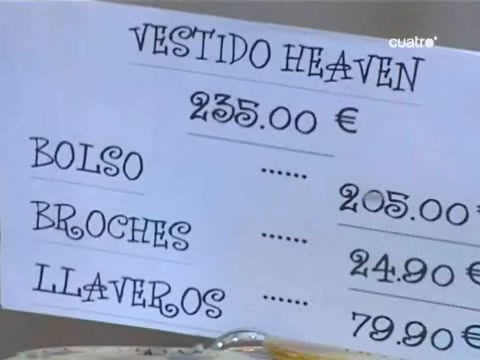 cuatro
VESTIDO HEAVEN
235.00 €
BOLSO ...... 205.00 €
BROCHES ...... 24.90 €
LLAVEROS ...... 79.90 €